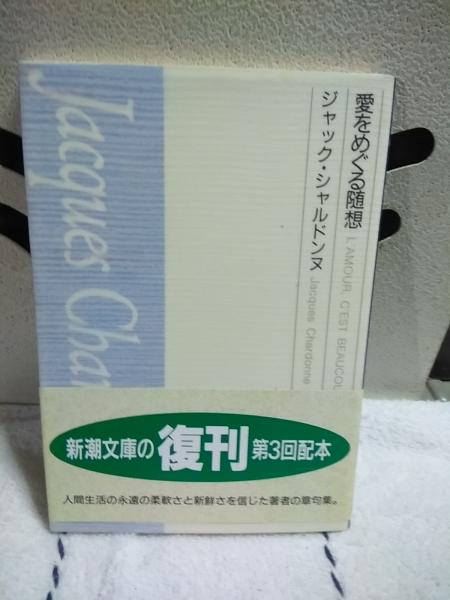 愛をめぐる随想
L'AMOUR, C'EST BEAUCOU
ジャック・シャルドンヌ
Jacques Chardonne
Jacques Char
新潮文庫の
復刊
第3回配本
人間生活の永遠の柔軟さと新鮮さを信じた著者の章句集。